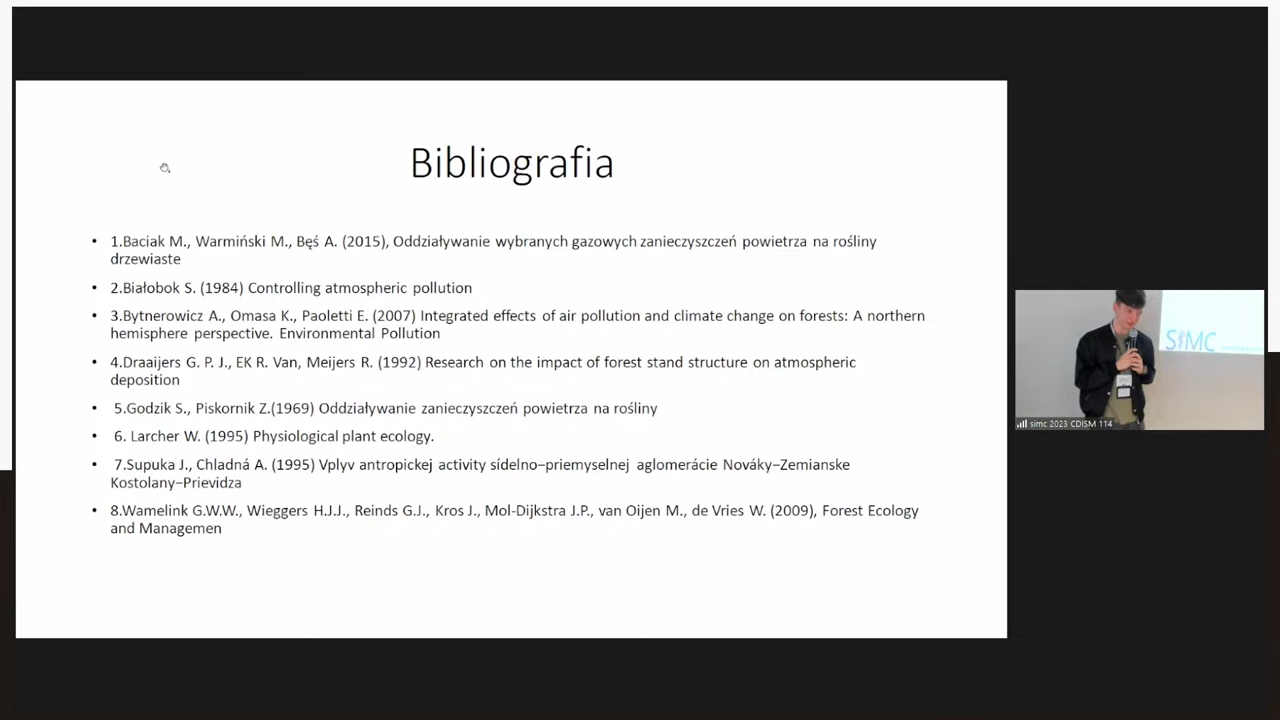 Bibliografia
• 1.Baciak M., Warmiński M., Bęś A. (2015), Oddziaływanie wybranych gazowych zanieczyszczeń powietrza na rośliny
drzewiaste
• 2.Białobok S. (1984) Controlling atmospheric pollution
• 3.Bytnerowicz A., Omasa K., Paoletti E. (2007) Integrated effects of air pollution and climate change on forests: A northern
hemisphere perspective. Environmental Pollution
• 4.Draaijers G. P. J., EK R. Van, Meijers R. (1992) Research on the impact of forest stand structure on atmospheric
deposition
• 5.Godzik S., Piskornik Z.(1969) Oddziaływanie zanieczyszczeń powietrza na rośliny
• 6. Larcher W. (1995) Physiological plant ecology.
• 7.Supuka J., Chladná A. (1995) Vplyv antropickej activity sídelno–priemyselnej aglomerácie Nováky–Zemianske
Kostolany–Prievidza
• 8.Wamelink G.W.W., Wieggers H.J.J., Reinds G.J., Kros J., Mol-Dijkstra J.P., van Oijen M., de Vries W. (2009), Forest Ecology
and Managemen
SiMC
simc 2023 CDISM 114